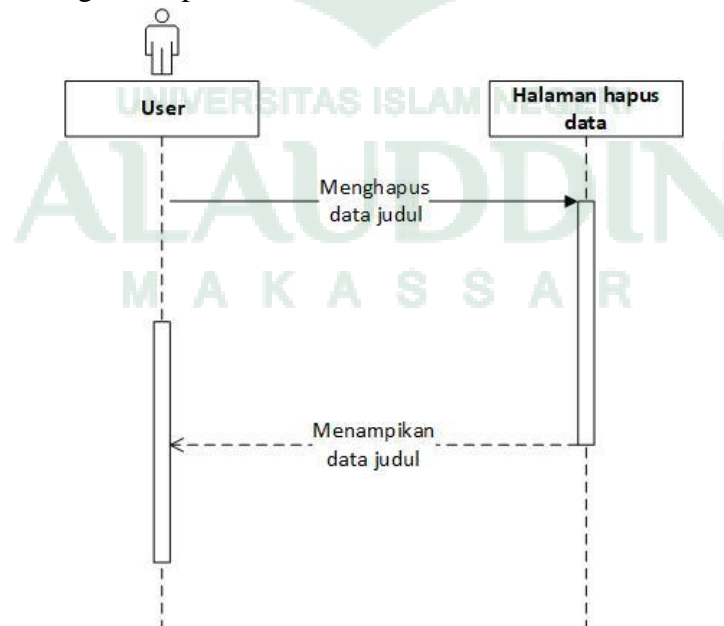 User
Halaman hapus
data
Menghapus
data judul
Menampikan
data judul
UNIVERSITAS ISLAM NEGERI
ALAUDDIN
MAKASSAR